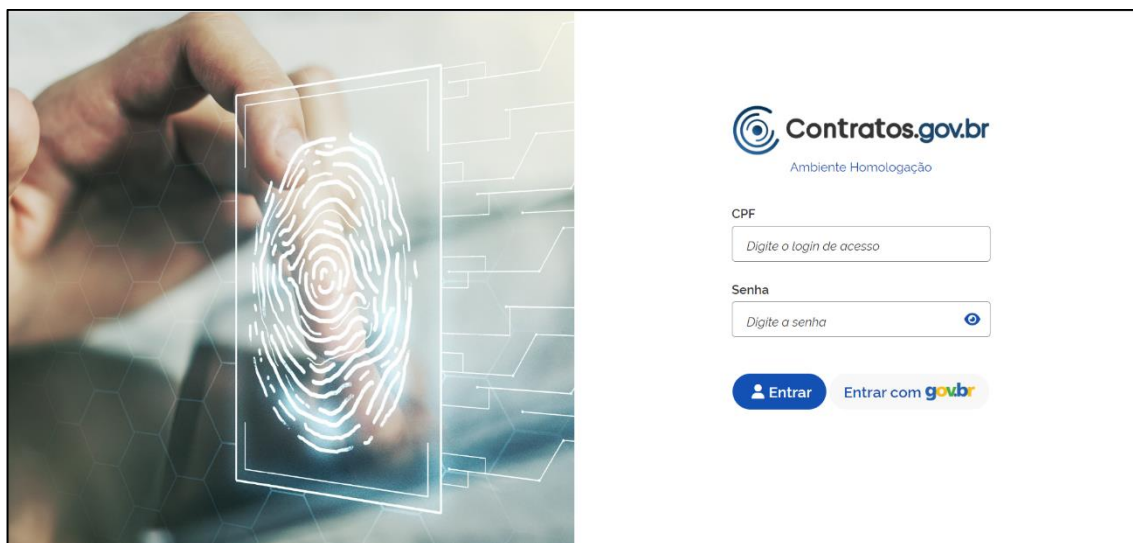 Contratos.gov.br
Ambiente Homologação
CPF
Digite o login de acesso
Senha
Digite a senha
Entrar
Entrar com gov.br